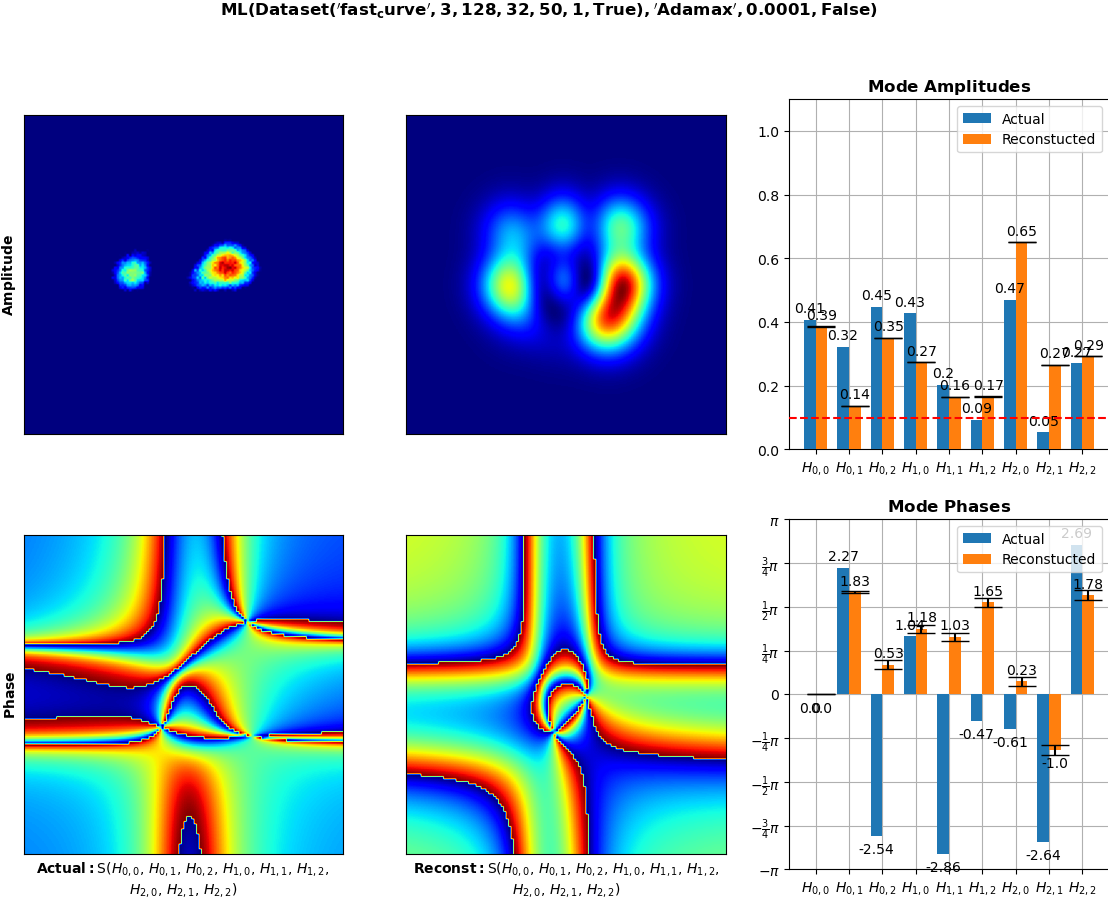 ML(Dataset('fast_curve', 3, 128, 32, 50, 1, True), 'Adamax', 0.0001, False)
Amplitude
Mode Amplitudes
Actual
Reconstucted
1.0
0.8
0.6
0.4
0.2
0.0
0.41
0.39
0.32
0.14
0.45
0.35
0.43
0.27
0.2
0.16
0.09
0.17
0.47
0.65
0.05
0.27
0.27
0.29
H0,0 H0,1 H0,2 H1,0 H1,1 H1,2 H2,0 H2,1 H2,2
Phase
Actual: S(H0,0, H0,1, H0,2, H1,0, H1,1, H1,2,
H2,0, H2,1, H2,2)
Reconst: S(H0,0, H0,1, H0,2, H1,0, H1,1, H1,2,
H2,0, H2,1, H2,2)
Mode Phases
Actual
Reconstucted
π
3/4π
1/2π
1/4π
0
−1/4π
−1/2π
−3/4π
−π
0.0
0.0
2.27
1.83
-2.54
0.53
1.04
1.18
-2.86
1.03
-0.47
1.65
-0.61
0.23
-2.64
-1.0
2.69
1.78
H0,0 H0,1 H0,2 H1,0 H1,1 H1,2 H2,0 H2,1 H2,2